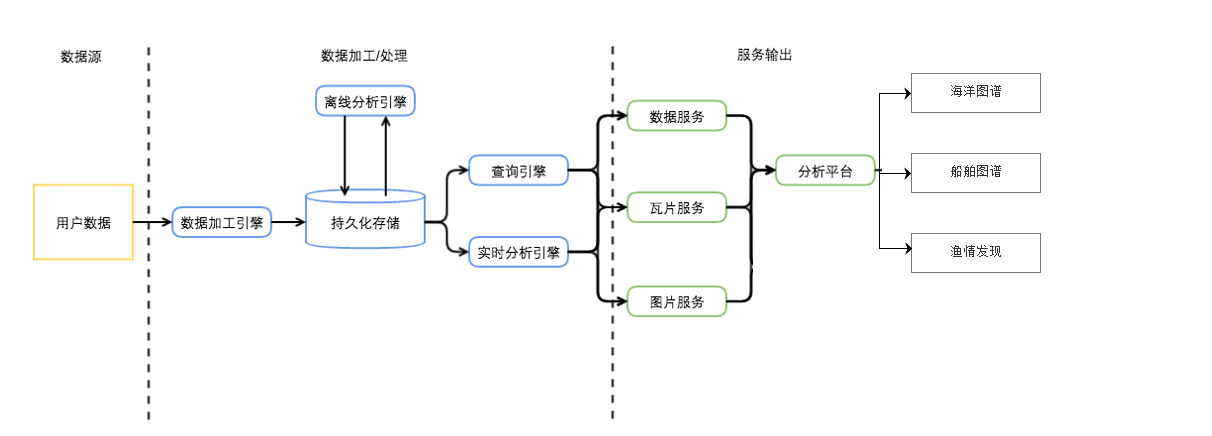 数据源
数据加工/处理
服务输出
离线分析引擎
海洋图谱
数据服务
查询引擎
分析平台
船舶图谱
用户数据
数据加工引擎
持久化存储
瓦片服务
实时分析引擎
渔情发现
图片服务